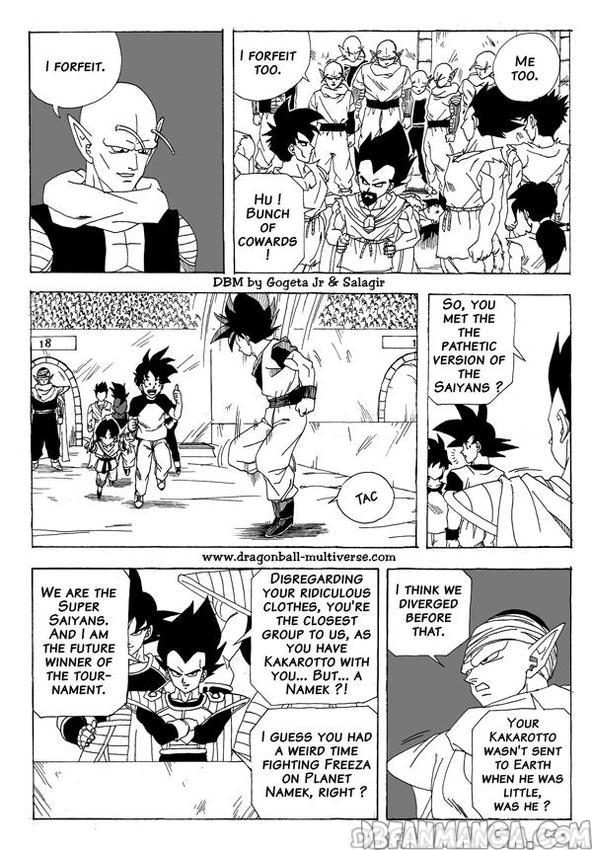 I FORFEIT.
I FORFEIT
TOO.
ME
TOO.
HU !
BUNCH
OF
COWARDS
!
DBM by Gogeta Jr & Salagir
18
1
TAC
SO, YOU
MET THE
THE
PATHETIC
VERSION OF
THE
SAIYANS ?
www.dragonball-multiverse.com
WE ARE THE
SUPER
SAIYANS.
AND I AM
THE FUTURE
WINNER OF
THE TOUR-
NAMENT.
DISREGARDING
YOUR RIDICULOUS
CLOTHES, YOU'RE
THE CLOSEST
GROUP TO US, AS
YOU HAVE
KAKAROTTO WITH
YOU... BUT... A
NAMEK ?!
I GUESS YOU HAD
A WEIRD TIME
FIGHTING FREEZA
ON PLANET
NAMEK, RIGHT ?
I THINK WE
DIVERGED
BEFORE
THAT.
YOUR
KAKAROTTO
WASN'T SENT
TO EARTH
WHEN HE WAS
LITTLE,
WAS HE ?
DBFANMANGA.COM